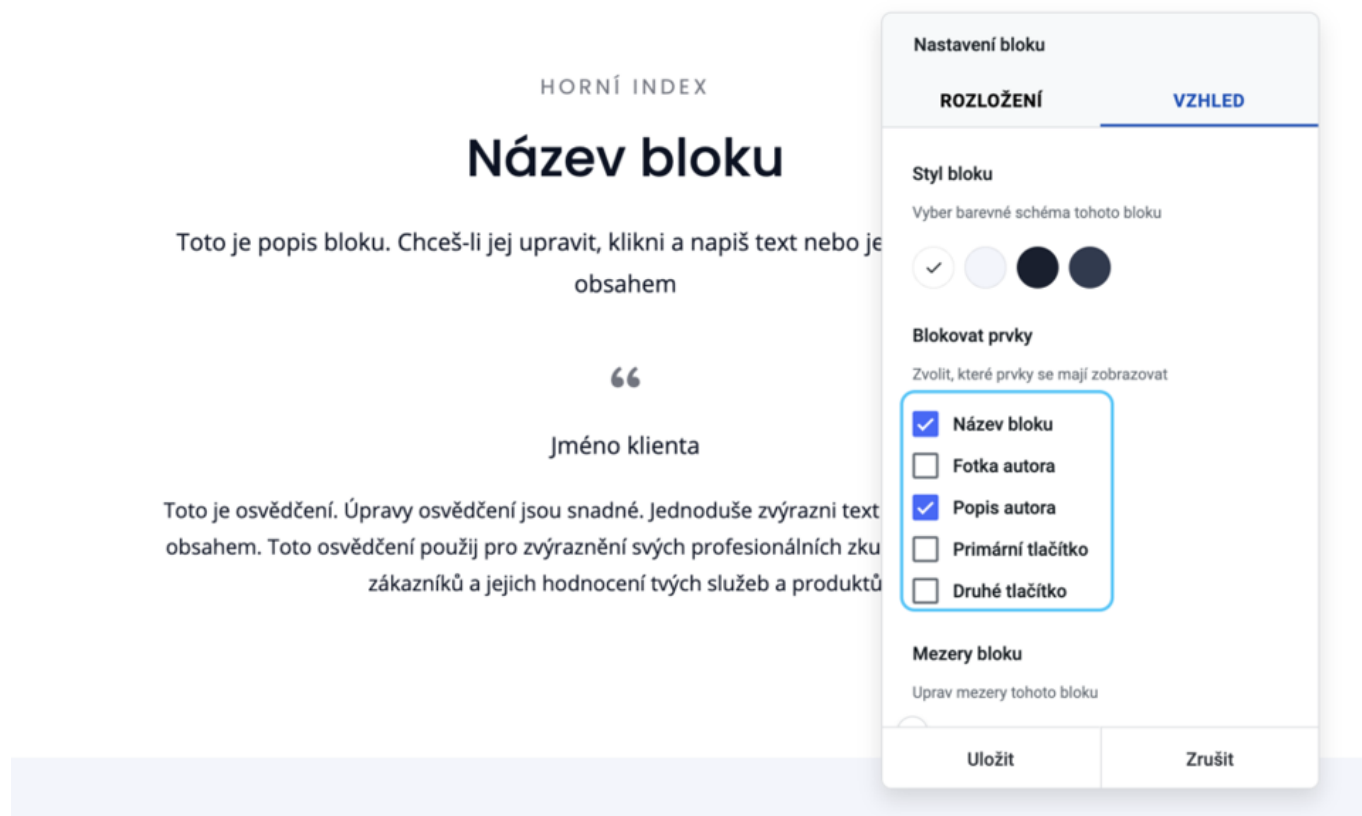 HORNÍ INDEX
Název bloku
Toto je popis bloku. Chceš-li jej upravit, klikni a napiš text nebo je
obsahem
“
Jméno klienta
Toto je osvědčení. Úpravy osvědčení jsou snadné. Jednoduše zvýrazni text
obsahem. Toto osvědčení použij pro zvýraznění svých profesionálních zku
zákazníků a jejich hodnocení tvých služeb a produktů
Nastavení bloku
ROZLOŽENÍ VZHLED
Styl bloku
Vyber barevné schéma tohoto bloku
Blokovat prvky
Zvolit, které prvky se mají zobrazovat
Název bloku
Fotka autora
Popis autora
Primární tlačítko
Druhé tlačítko
Mezery bloku
Uprav mezery tohoto bloku
Uložit Zrušit